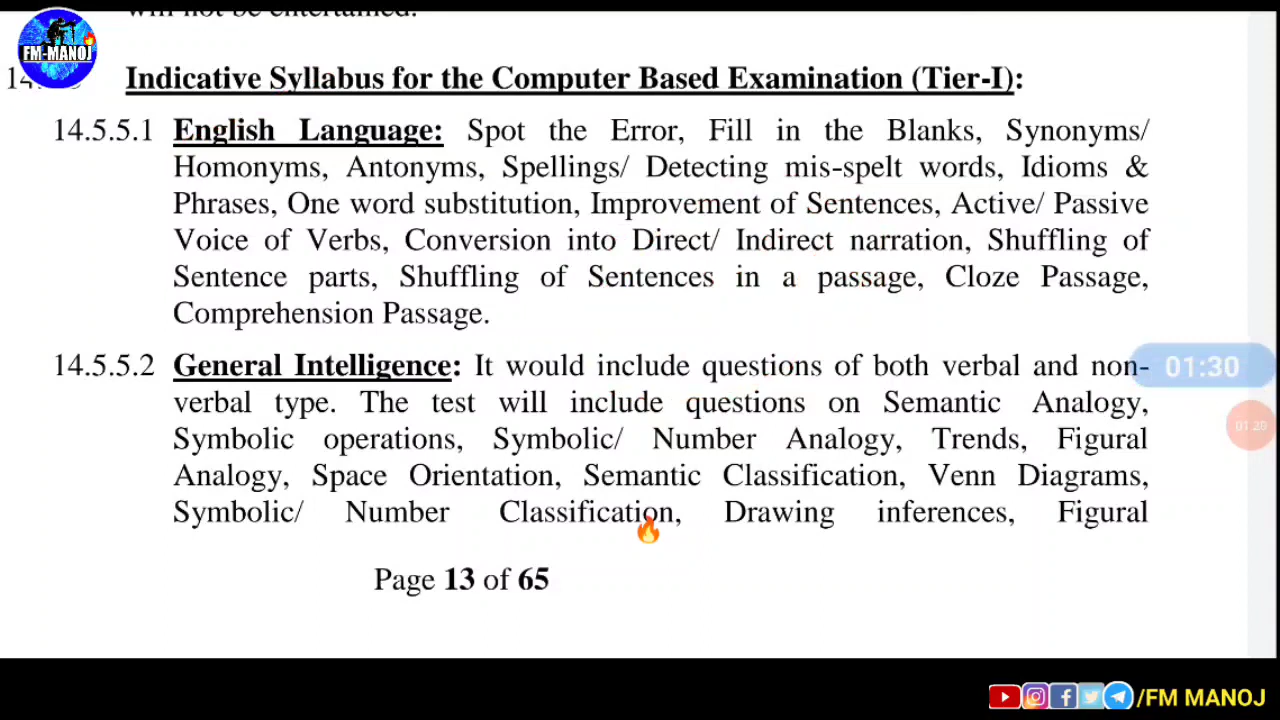 will not be entertained.
FM-MANOJ
Indicative Syllabus for the Computer Based Examination (Tier-I):
14.5.5.1 English Language: Spot the Error, Fill in the Blanks, Synonyms/
Homonyms, Antonyms, Spellings/ Detecting mis-spelt words, Idioms &
Phrases, One word substitution, Improvement of Sentences, Active/ Passive
Voice of Verbs, Conversion into Direct/ Indirect narration, Shuffling of
Sentence parts, Shuffling of Sentences in a passage, Cloze Passage,
Comprehension Passage.
14.5.5.2 General Intelligence: It would include questions of both verbal and non-
01:30
verbal type. The test will include questions on Semantic Analogy,
01:20
Symbolic operations, Symbolic/ Number Analogy, Trends, Figural
Analogy, Space Orientation, Semantic Classification, Venn Diagrams,
Symbolic/ Number Classification, Drawing inferences, Figural
Page 13 of 65
/FM MANOJ